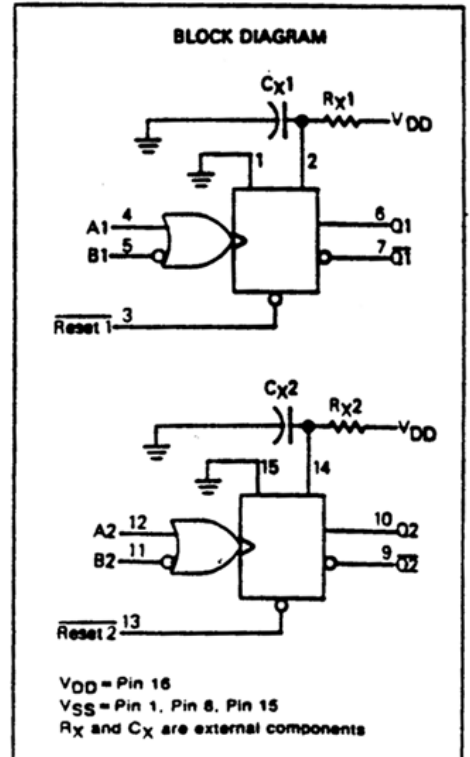 BLOCK DIAGRAM
CX1
RX1
VDD
1
2
A1 4
B1 5
6 Q1
7 Q1
Reset 1 3
CX2
RX2
VDD
15
14
A2 12
B2 11
10 Q2
9 Q2
Reset 2 13
VDD = Pin 16
VSS = Pin 1, Pin 8, Pin 15
RX and CX are external components